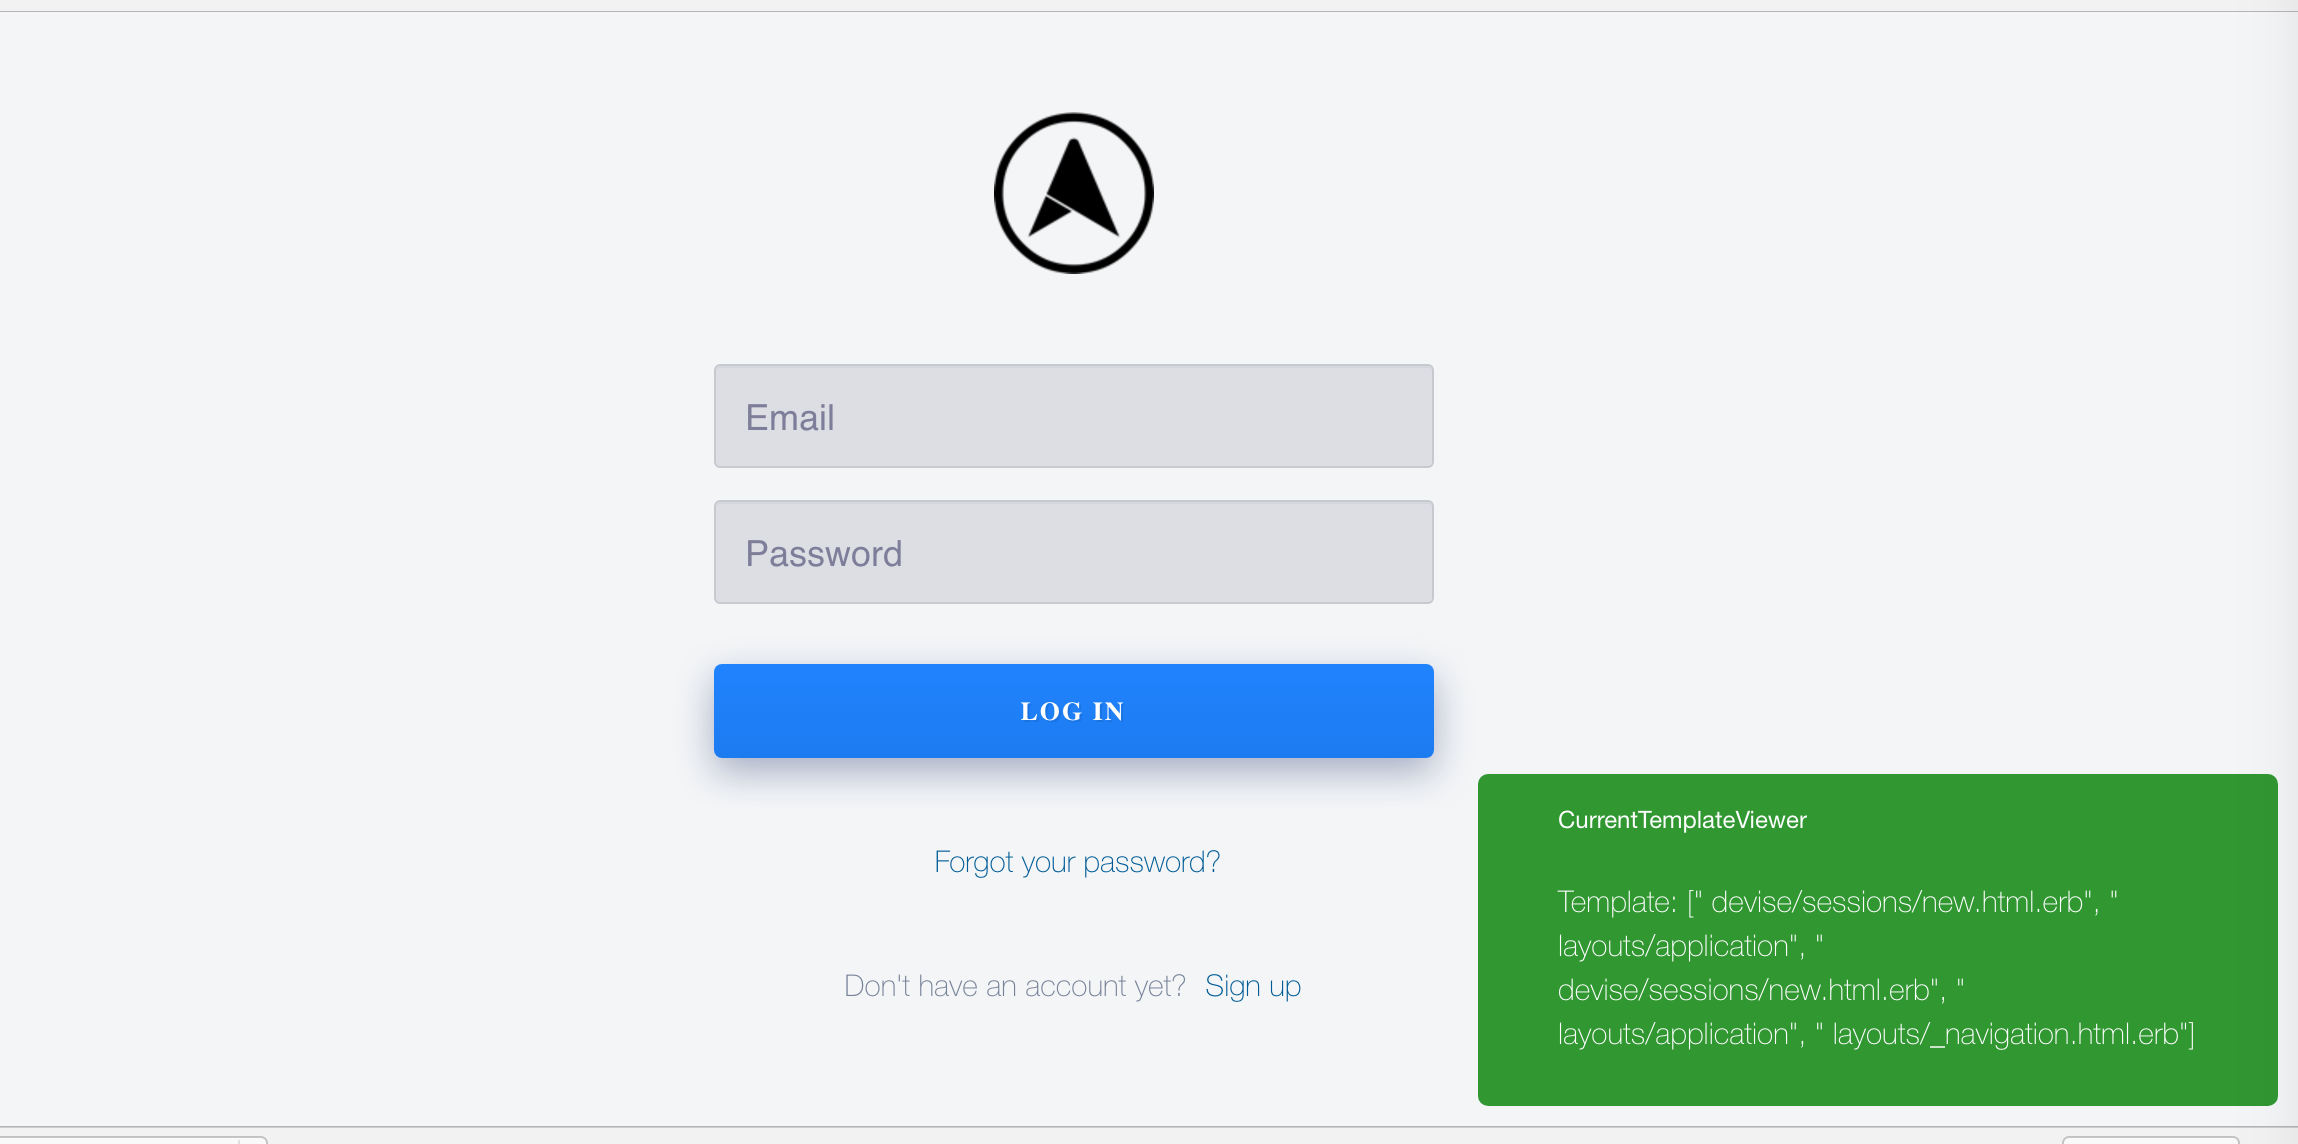 Email
Password
LOG IN
Forgot your password?
Don't have an account yet? Sign up
CurrentTemplateViewer
Template: [" devise/sessions/new.html.erb", "
layouts/application", "
devise/sessions/new.html.erb", "
layouts/application", " layouts/_navigation.html.erb"]